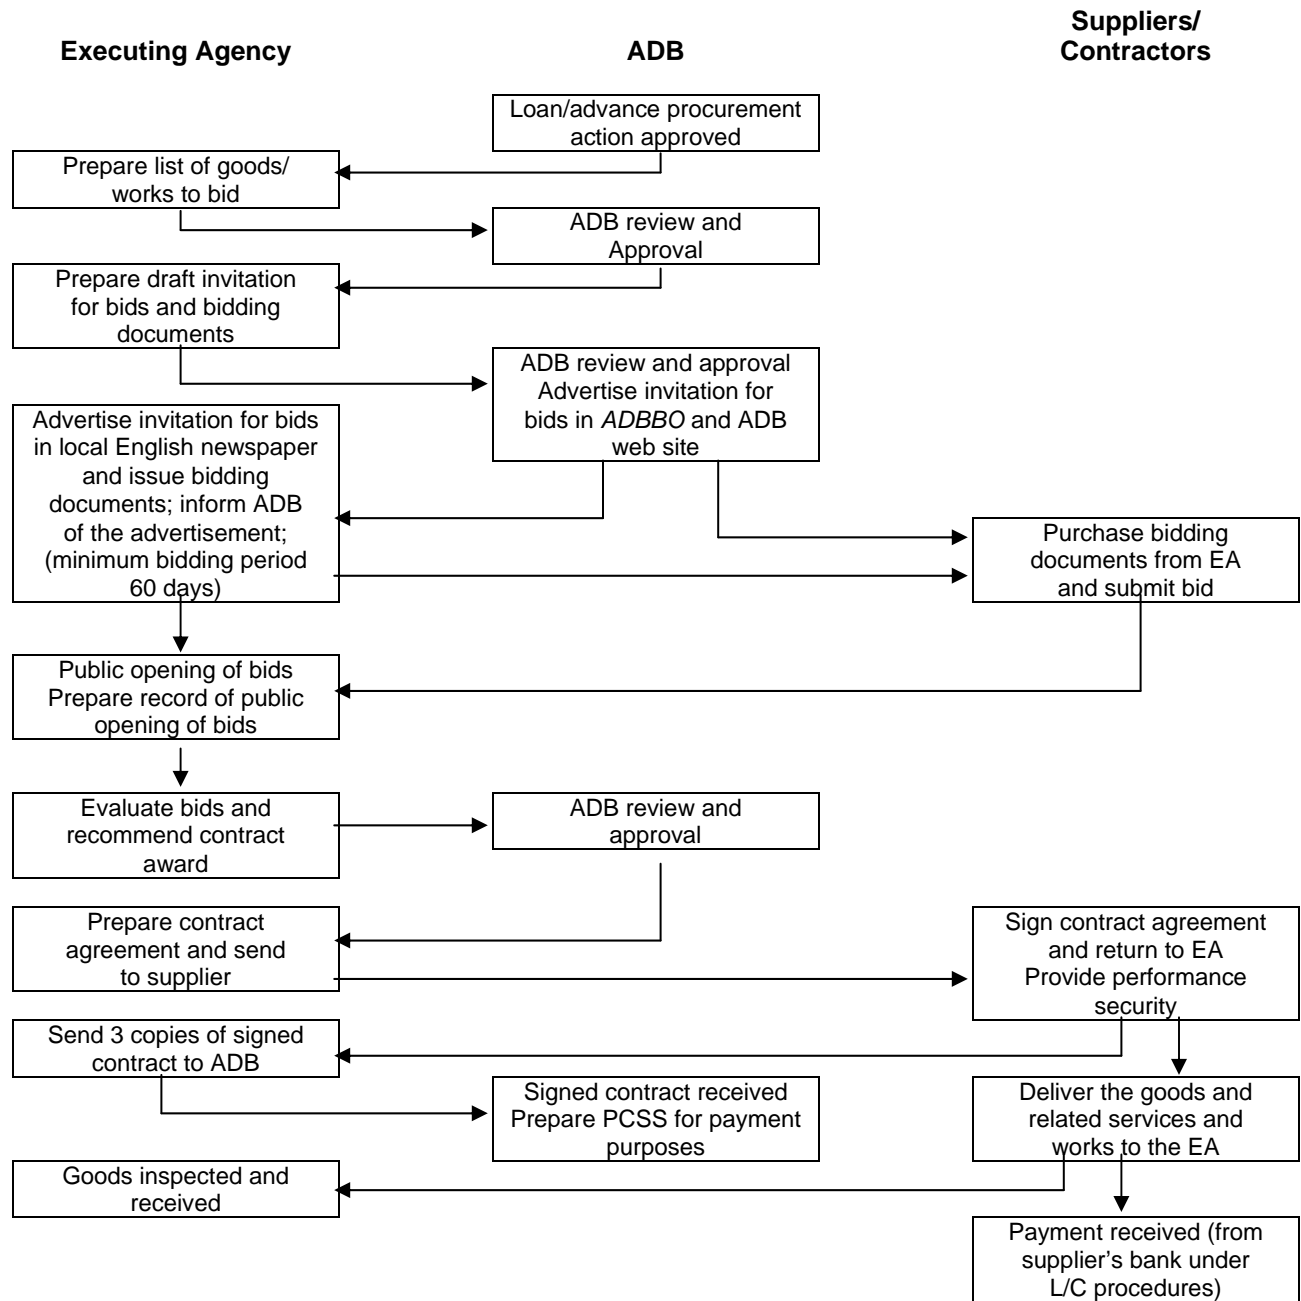 Executing Agency
ADB
Suppliers/
Contractors
Loan/advance procurement
action approved
Prepare list of goods/
works to bid
ADB review and
Approval
Prepare draft invitation
for bids and bidding
documents
ADB review and approval
Advertise invitation for
bids in ADBBO and ADB
web site
Advertise invitation for bids
in local English newspaper
and issue bidding
documents; inform ADB
of the advertisement;
(minimum bidding period
60 days)
Purchase bidding
documents from EA
and submit bid
Public opening of bids
Prepare record of public
opening of bids
Evaluate bids and
recommend contract
award
ADB review and
approval
Prepare contract
agreement and send
to supplier
Sign contract agreement
and return to EA
Provide performance
security
Send 3 copies of signed
contract to ADB
Signed contract received
Prepare PCSS for payment
purposes
Deliver the goods and
related services and
works to the EA
Goods inspected and
received
Payment received (from
supplier’s bank under
L/C procedures)